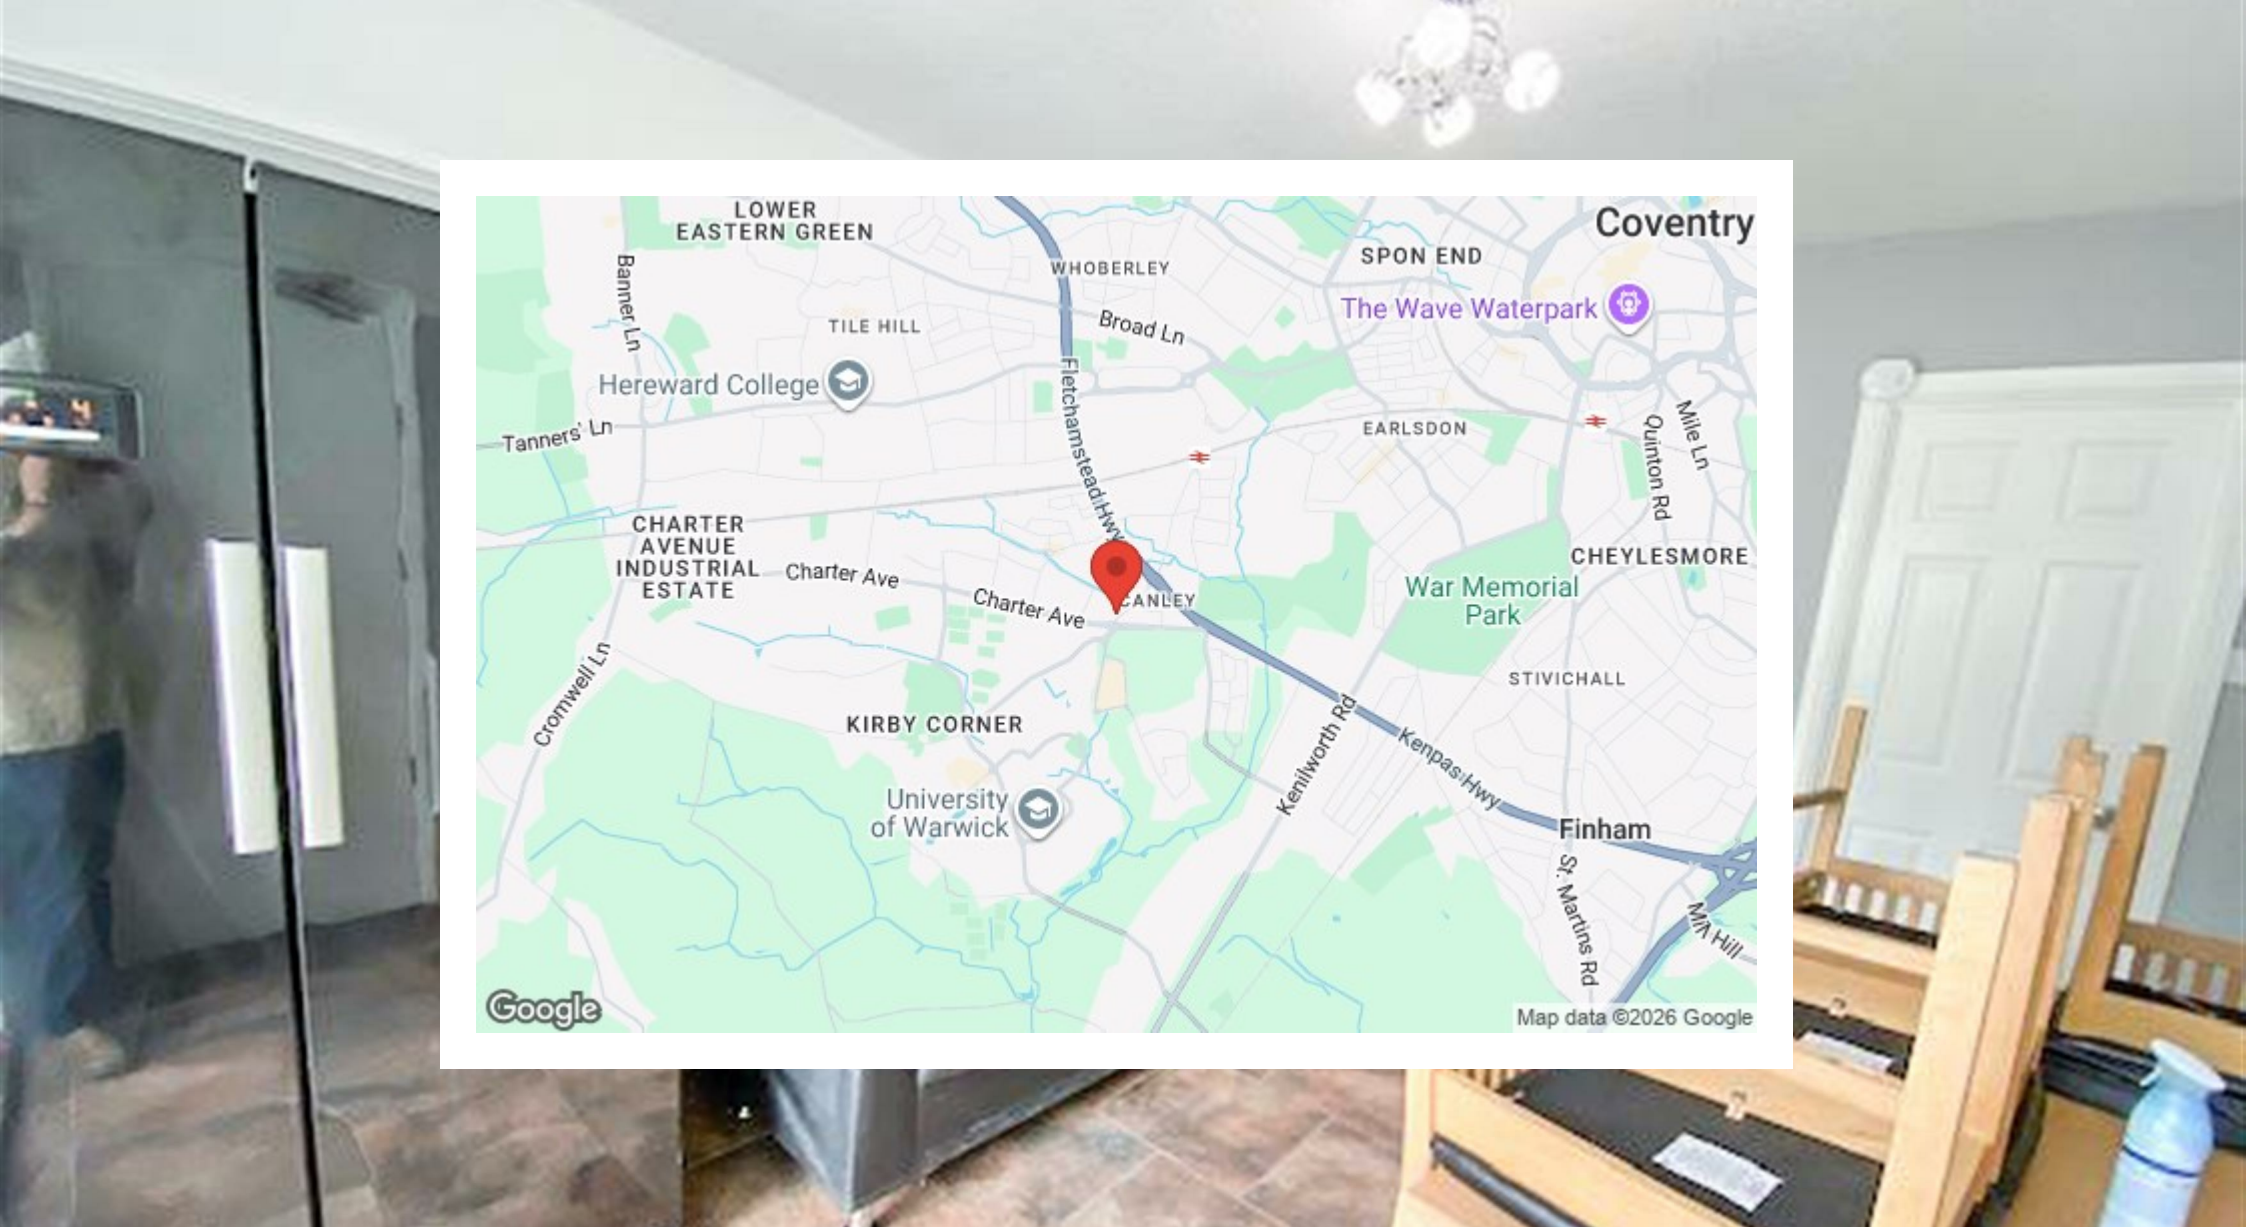 LOWER
EASTERN GREEN
Coventry
SPON END
WHOBERLEY
Banner Ln
The Wave Waterpark
Broad Ln
TILE HILL
Hereward College
Fletchamstead Hwy
Tanners' Ln
EARLSDON
Mile Ln
Quinton Rd
CHARTER
AVENUE
INDUSTRIAL
ESTATE
Charter Ave
Charter Ave
CANLEY
CHEYLESMORE
War Memorial
Park
Cromwell Ln
STIVICHALL
KIRBY CORNER
Kenilworth Rd
Kenpas Hwy
University
of Warwick
Finham
St. Martins Rd
Mill Hill
Google
Map data ©2026 Google